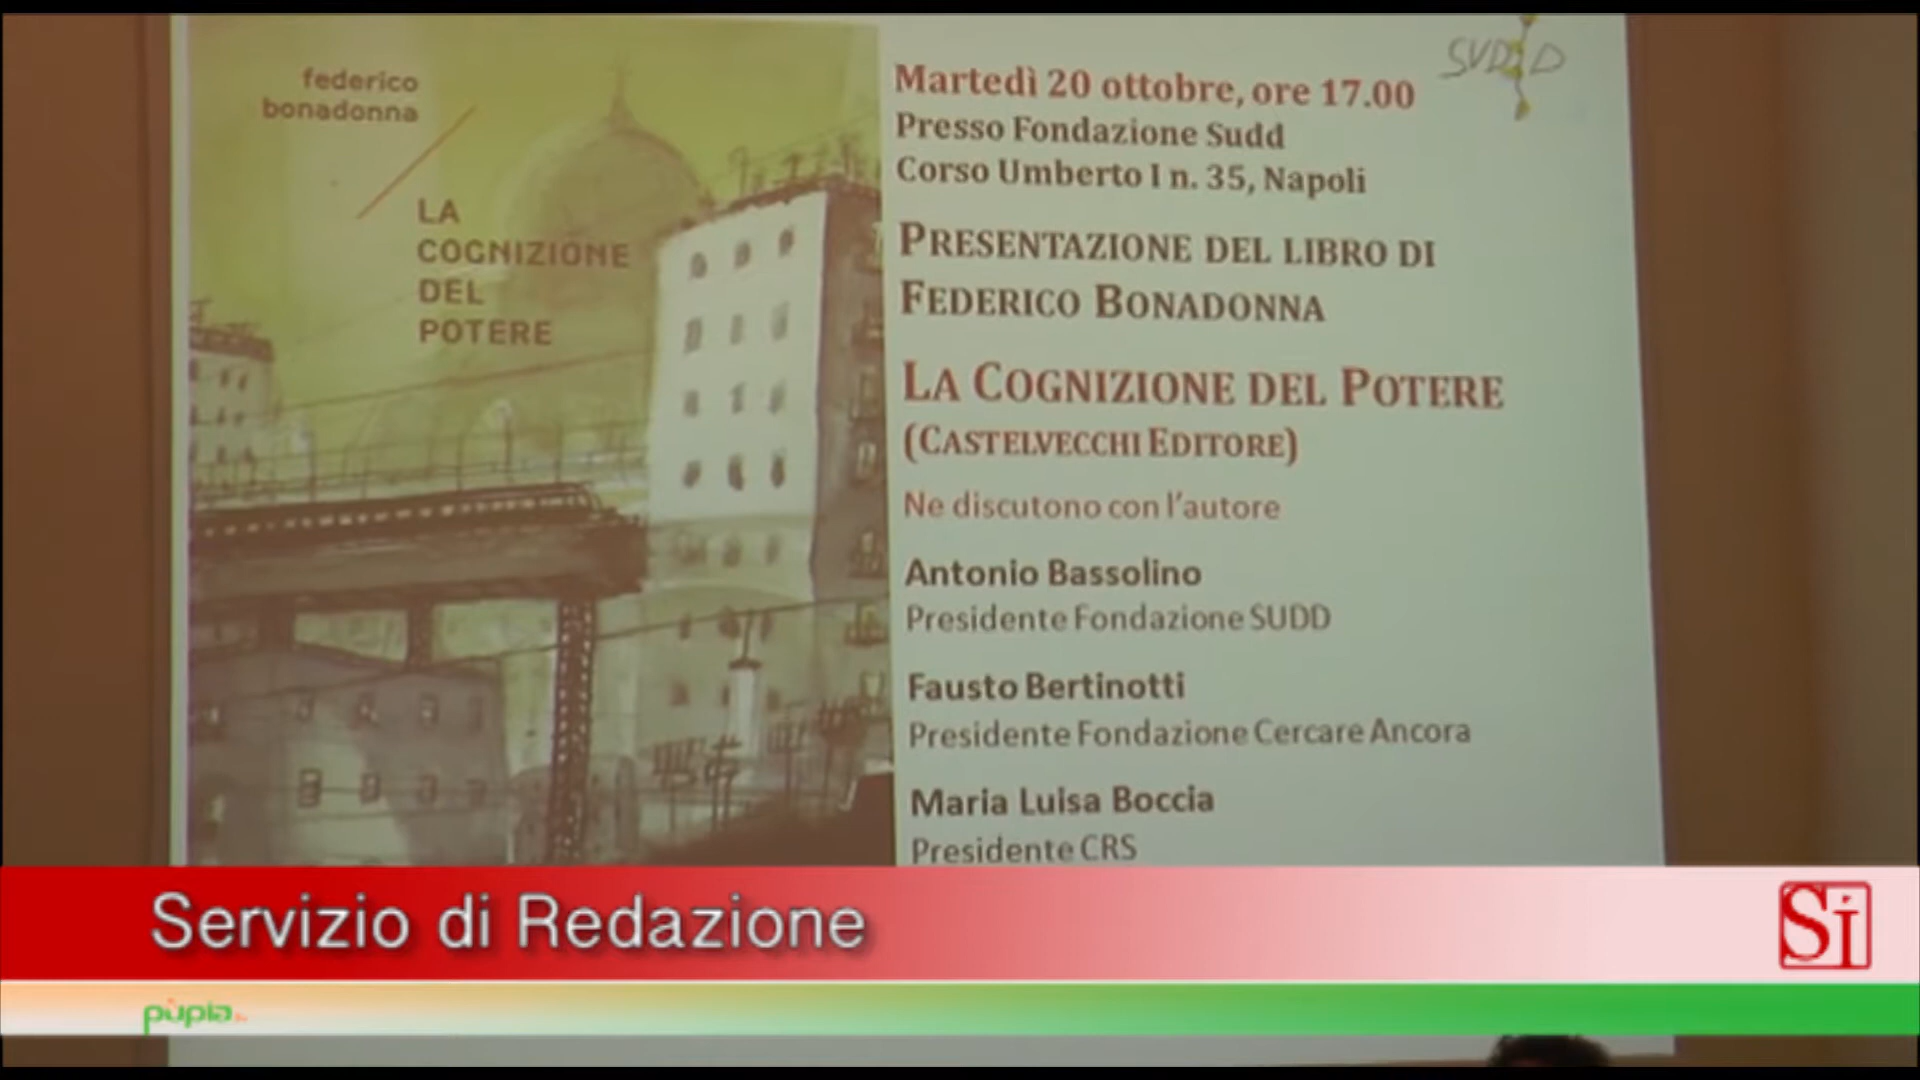 federico
bonadonna
LA
COGNIZIONE
DEL
POTERE
SUDD
Martedì 20 ottobre, ore 17.00
Presso Fondazione Sudd
Corso Umberto I n. 35, Napoli
PRESENTAZIONE DEL LIBRO DI
FEDERICO BONADONNA
LA COGNIZIONE DEL POTERE
(CASTELVECCHI EDITORE)
Ne discutono con l'autore
Antonio Bassolino
Presidente Fondazione SUDD
Fausto Bertinotti
Presidente Fondazione Cercare Ancora
Maria Luisa Boccia
Presidente CRS
Servizio di Redazione
Si
pupia